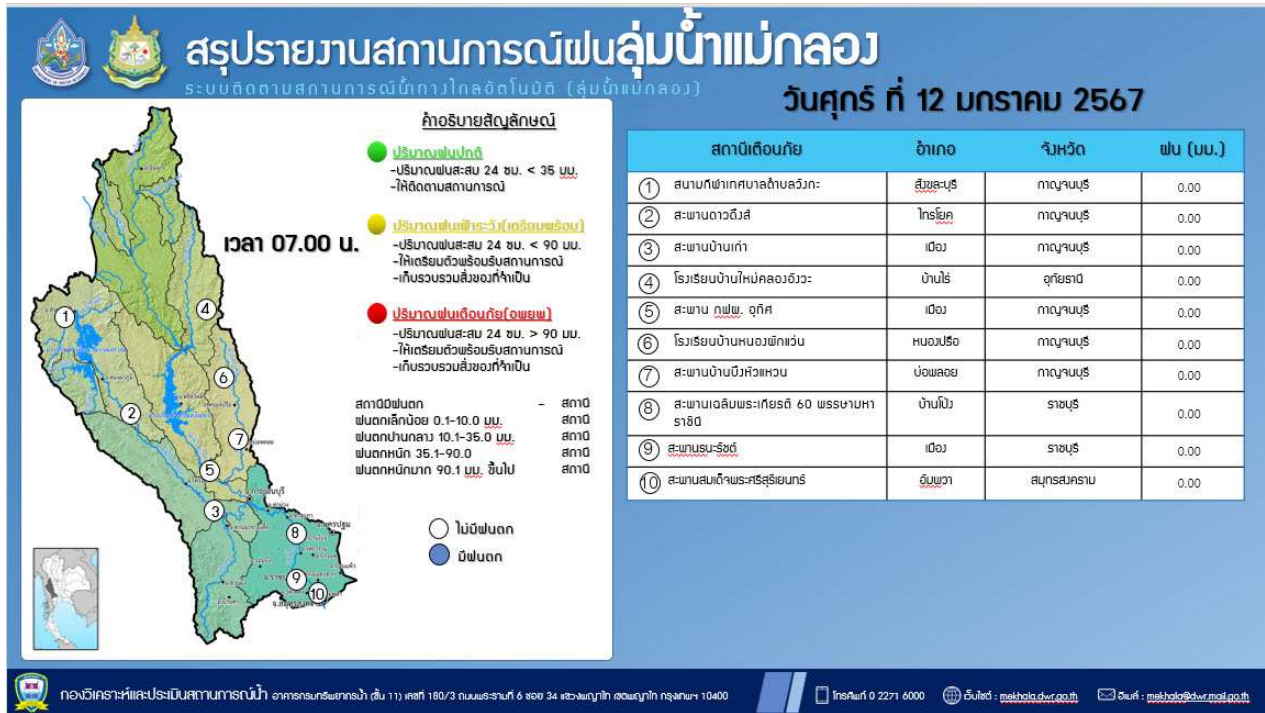 สรุปรายงานสถานการณ์ฝนลุ่มน้ำแม่กลอง
ระบบติดตามสถานการณ์น้ำทางไกลอัตโนมัติ (ลุ่มน้ำแม่กลอง)
วันศุกร์ ที่ 12 มกราคม 2567
คำอธิบายสัญลักษณ์
ปริมาณฝนปกติ
-ปริมาณฝนสะสม 24 ชม. < 35 มม.
-ให้ติดตามสถานการณ์
ปริมาณฝนเฝ้าระวัง(เตรียมพร้อม)
-ปริมาณฝนสะสม 24 ชม. < 90 มม.
-ให้เตรียมตัวพร้อมรับสถานการณ์
-เก็บรวบรวมสิ่งของที่จำเป็น
ปริมาณฝนเตือนภัย(อพยพ)
-ปริมาณฝนสะสม 24 ชม. > 90 มม.
-ให้เตรียมตัวพร้อมรับสถานการณ์
-เก็บรวบรวมสิ่งของที่จำเป็น
เวลา 07.00 น.
1
2
3
4
5
6
7
8
9
10
สถานีมีฝนตก - สถานี
ฝนตกเล็กน้อย 0.1-10.0 มม. สถานี
ฝนตกปานกลาง 10.1-35.0 มม. สถานี
ฝนตกหนัก 35.1-90.0 สถานี
ฝนตกหนักมาก 90.1 มม. ขึ้นไป สถานี
ไม่มีฝนตก
มีฝนตก
สถานีเตือนภัย อำเภอ จังหวัด ฝน (มม.)
1 สนามกีฬาเทศบาลตำบลวังกะ สังขละบุรี กาญจนบุรี 0.00
2 สะพานดาวดึงส์ ไทรโยค กาญจนบุรี 0.00
3 สะพานบ้านเก่า เมือง กาญจนบุรี 0.00
4 โรงเรียนบ้านใหม่คลองอังวะ บ้านไร่ อุทัยธานี 0.00
5 สะพาน กฟผ. อุทิศ เมือง กาญจนบุรี 0.00
6 โรงเรียนบ้านหนองผักแว่น หนองปรือ กาญจนบุรี 0.00
7 สะพานบ้านบึงหัวแหวน บ่อพลอย กาญจนบุรี 0.00
8 สะพานเฉลิมพระเกียรติ 60 พรรษามหา บ้านโป่ง ราชบุรี 0.00
ราชินี
9 สะพานธนะรัชต์ เมือง ราชบุรี 0.00
10 สะพานสมเด็จพระศรีสุริเยนทร์ อัมพวา สมุทรสงคราม 0.00
กองวิเคราะห์และประเมินสถานการณ์น้ำ อาคารกรมทรัพยากรน้ำ (ชั้น 11) เลขที่ 180/3 ถนนพระรามที่ 6 ซอย 34 แขวงพญาไท เขตพญาไท กรุงเทพฯ 10400 โทรศัพท์ 0 2271 6000 เว็บไซต์ : mekhala.dwr.go.th อีเมล์ : mekhala@dwr.mail.go.th